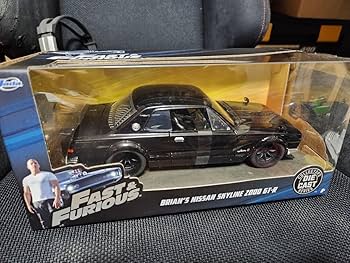 Jada
FAST &
FURIOUS
BRIAN'S NISSAN SKYLINE 2000 GT-R
DIE
CAST